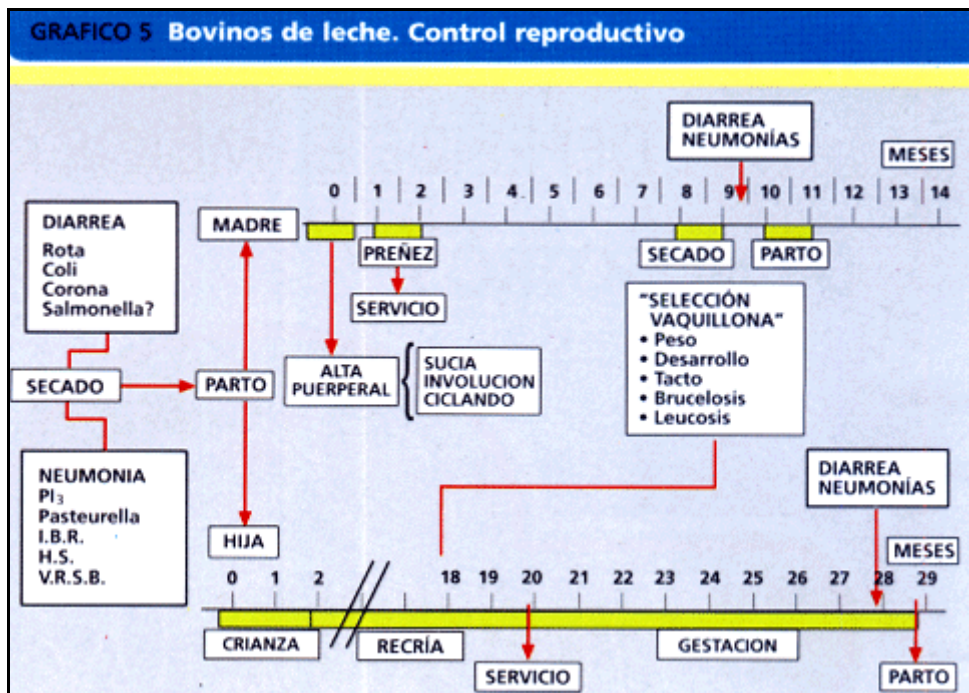 GRAFICO 5 Bovinos de leche. Control reproductivo
DIARREA
NEUMONÍAS
MESES
0 1 2 3 4 5 6 7 8 9 10 11 12 13 14
DIARREA
Rota
Coli
Corona
Salmonella?
MADRE
PREÑEZ
SECADO
PARTO
SERVICIO
"SELECCIÓN
VAQUILLONA"
• Peso
• Desarrollo
• Tacto
• Brucelosis
• Leucosis
SECADO
PARTO
ALTA
PUERPERAL
SUCIA
INVOLUCION
CICLANDO
NEUMONIA
PI₃
Pasteurella
I.B.R.
H.S.
V.R.S.B.
DIARREA
NEUMONÍAS
HIJA
MESES
0 1 2 18 19 20 21 22 23 24 25 26 27 28 29
CRIANZA
RECRÍA
GESTACION
SERVICIO
PARTO